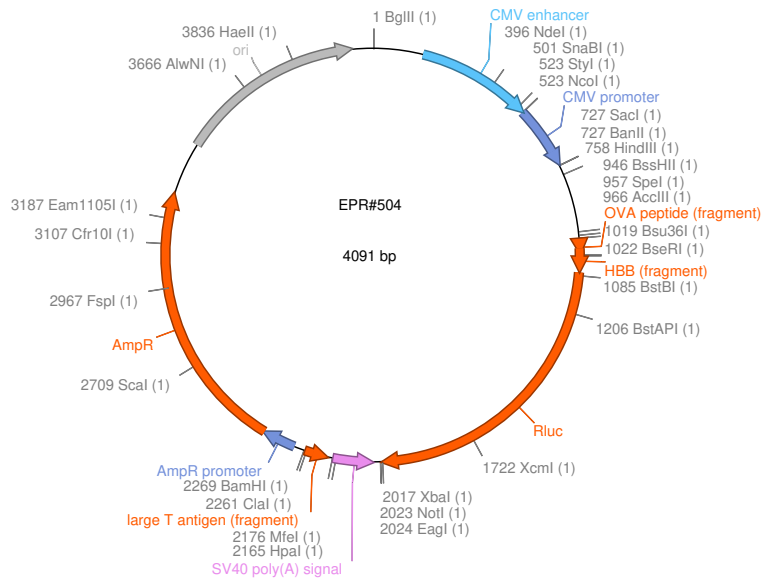 1 BglII (1)
CMV enhancer
396 NdeI (1)
501 SnaBI (1)
523 StyI (1)
523 NcoI (1)
CMV promoter
727 SacI (1)
727 BanII (1)
758 HindIII (1)
946 BssHII (1)
957 SpeI (1)
966 AccIII (1)
OVA peptide (fragment)
1019 Bsu36I (1)
1022 BseRI (1)
HBB (fragment)
1085 BstBI (1)
1206 BstAPI (1)
Rluc
1722 XcmI (1)
2017 XbaI (1)
2023 NotI (1)
2024 EagI (1)
SV40 poly(A) signal
2165 HpaI (1)
2176 MfeI (1)
large T antigen (fragment)
2261 ClaI (1)
2269 BamHI (1)
AmpR promoter
2709 ScaI (1)
AmpR
2967 FspI (1)
3107 Cfr10I (1)
3187 Eam1105I (1)
3666 AlwNI (1)
ori
3836 HaeII (1)
EPR#504
4091 bp